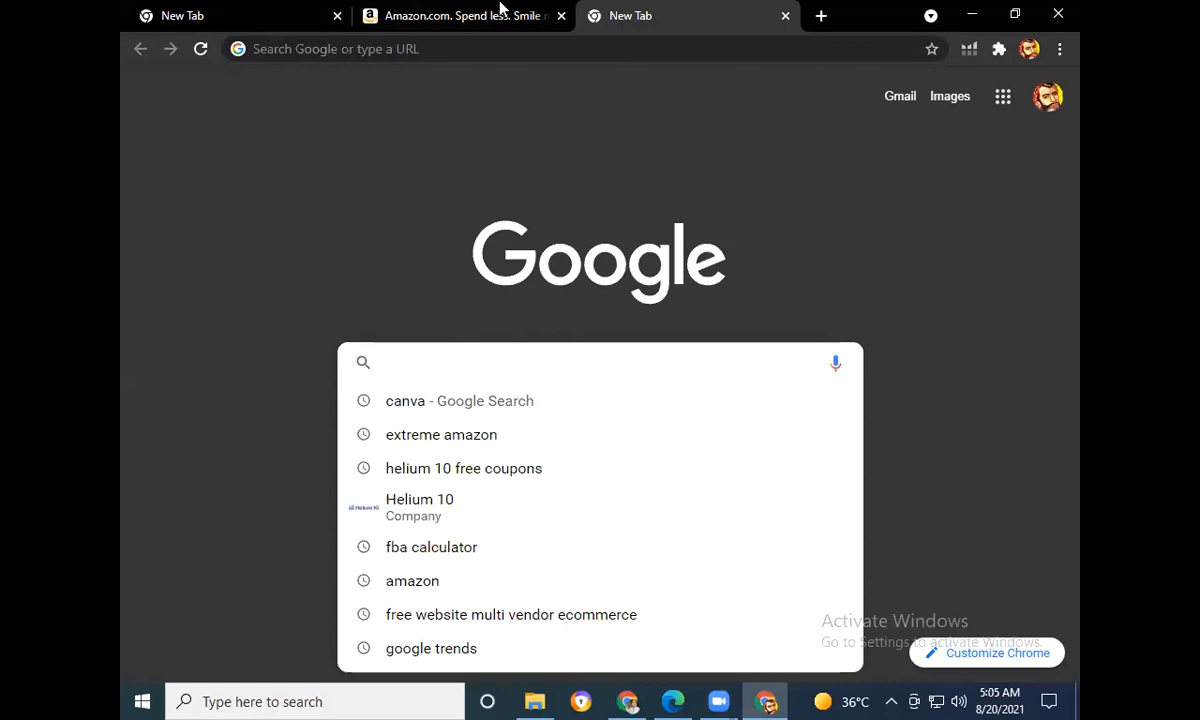 New Tab
Amazon.com. Spend less. Smile
New Tab
Search Google or type a URL
Gmail Images
Google
canva - Google Search
extreme amazon
helium 10 free coupons
Helium 10
Company
Helium 10
fba calculator
amazon
free website multi vendor ecommerce
google trends
Activate Windows
Go to Settings to activate Windows.
Customize Chrome
Type here to search
36°C
5:05 AM
8/20/2021